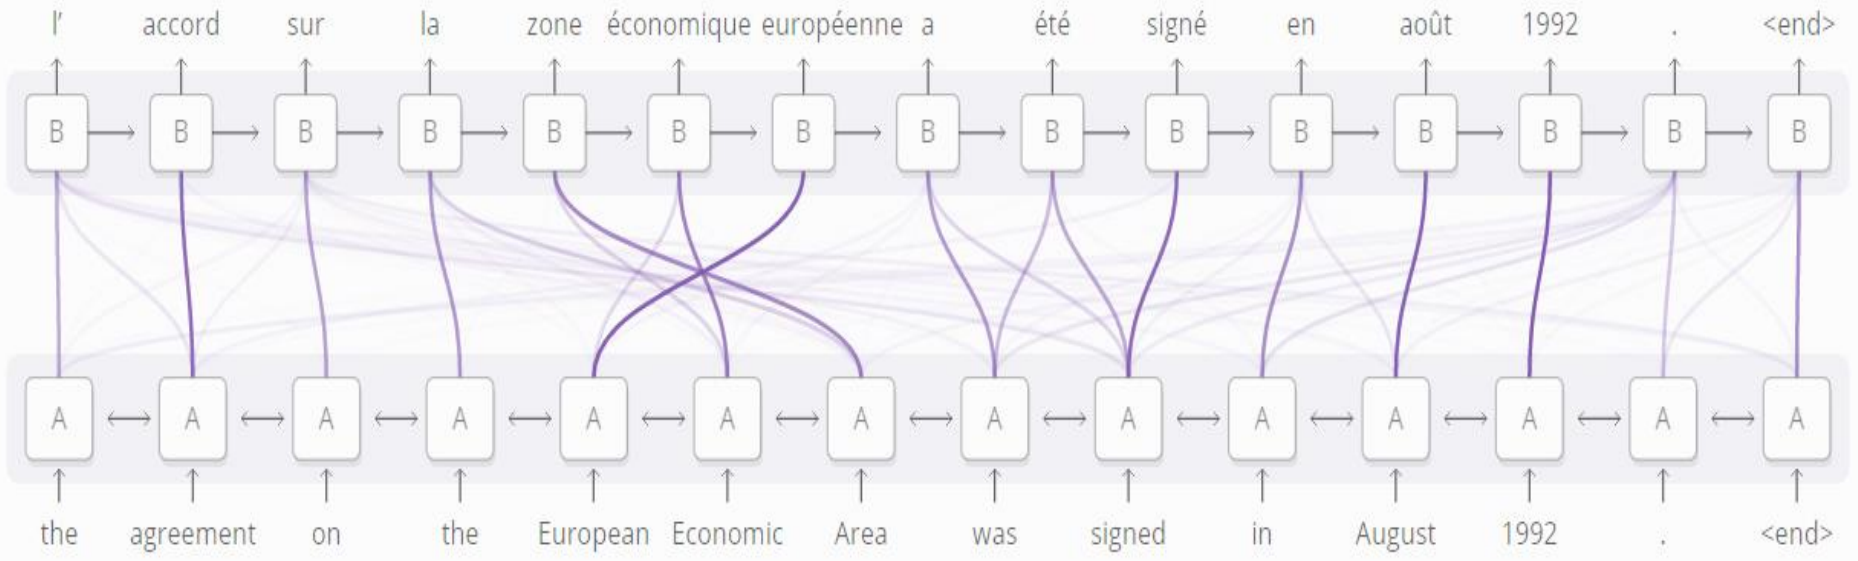 l’ accord sur la zone économique européenne a été signé en août 1992 . <end>
B B B B B B B B B B B B B B B
A A A A A A A A A A A A A A
the agreement on the European Economic Area was signed in August 1992 . <end>